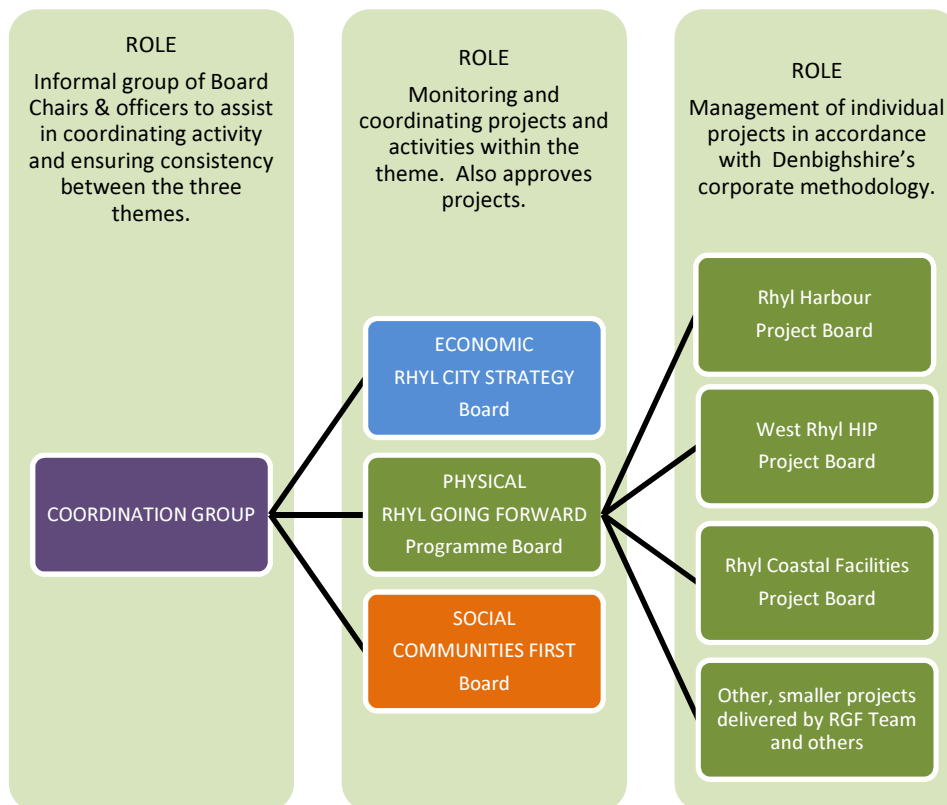 ROLE
Informal group of Board
Chairs & officers to assist
in coordinating activity
and ensuring consistency
between the three
themes.
COORDINATION GROUP
ROLE
Monitoring and
coordinating projects and
activities within the
theme.  Also approves
projects.
ECONOMIC
RHYL CITY STRATEGY
Board
PHYSICAL
RHYL GOING FORWARD
Programme Board
SOCIAL
COMMUNITIES FIRST
Board
ROLE
Management of individual
projects in accordance
with  Denbighshire’s
corporate methodology.
Rhyl Harbour
Project Board
West Rhyl HIP
Project Board
Rhyl Coastal Facilities
Project Board
Other, smaller projects
delivered by RGF Team
and others